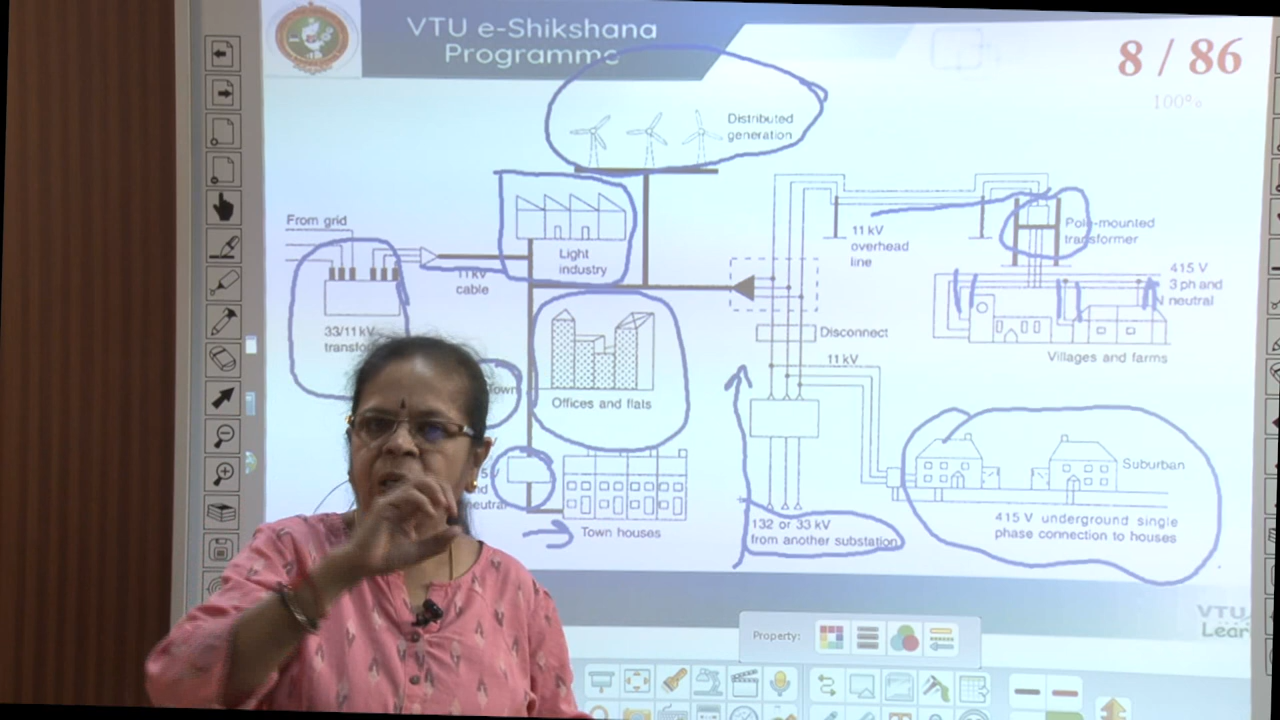 VTU e-Shikshana
Programme
8 / 86
100%
Distributed
generation
From grid
Light
industry
11 kV
cable
33/11 kV
11 kV
overhead
line
Pole-mounted
transformer
415 V
3 ph and
neutral
Villages and farms
Disconnect
11 kV
Town
Offices and flats
neutral
Town houses
132 or 33 kV
from another substation
Suburban
415 V underground single
phase connection to houses
VTU
Property: